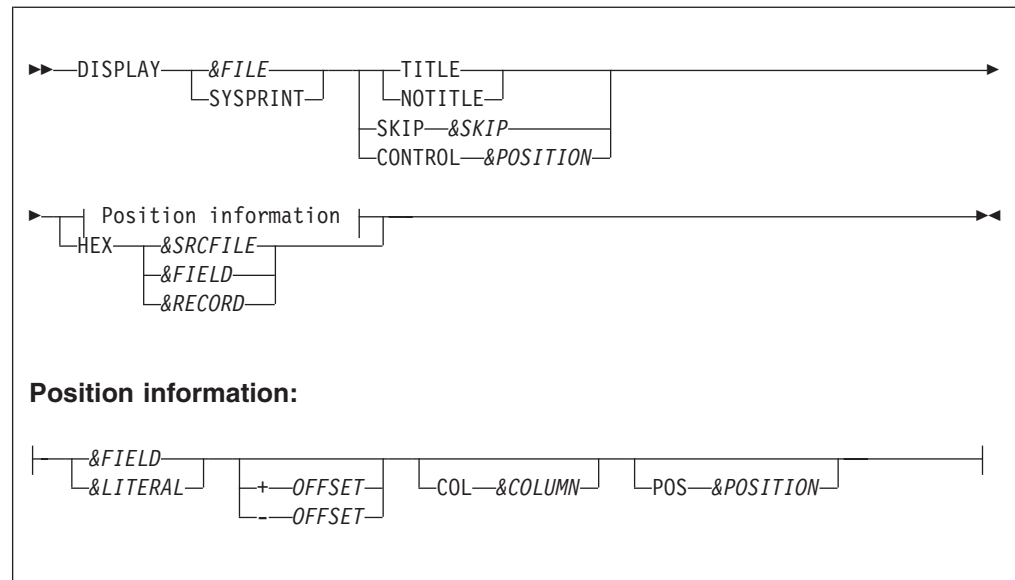 DISPLAY &FILE TITLE
SYSPRINT NOTITLE
SKIP &SKIP
CONTROL &POSITION
Position information
HEX &SRCFILE
&FIELD
&RECORD
Position information:
&FIELD
&LITERAL + OFFSET COL &COLUMN POS &POSITION
- OFFSET